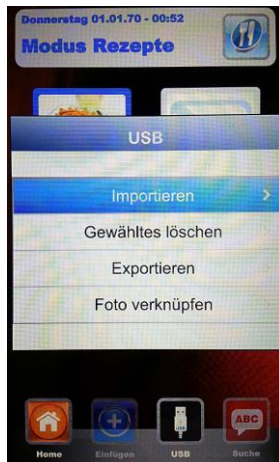 Donnerstag 01.01.70 - 00:52
Modus Rezepte
USB
Importieren
Gewähltes löschen
Exportieren
Foto verknüpfen
ABC
Home
Einfügen
USB
Suche